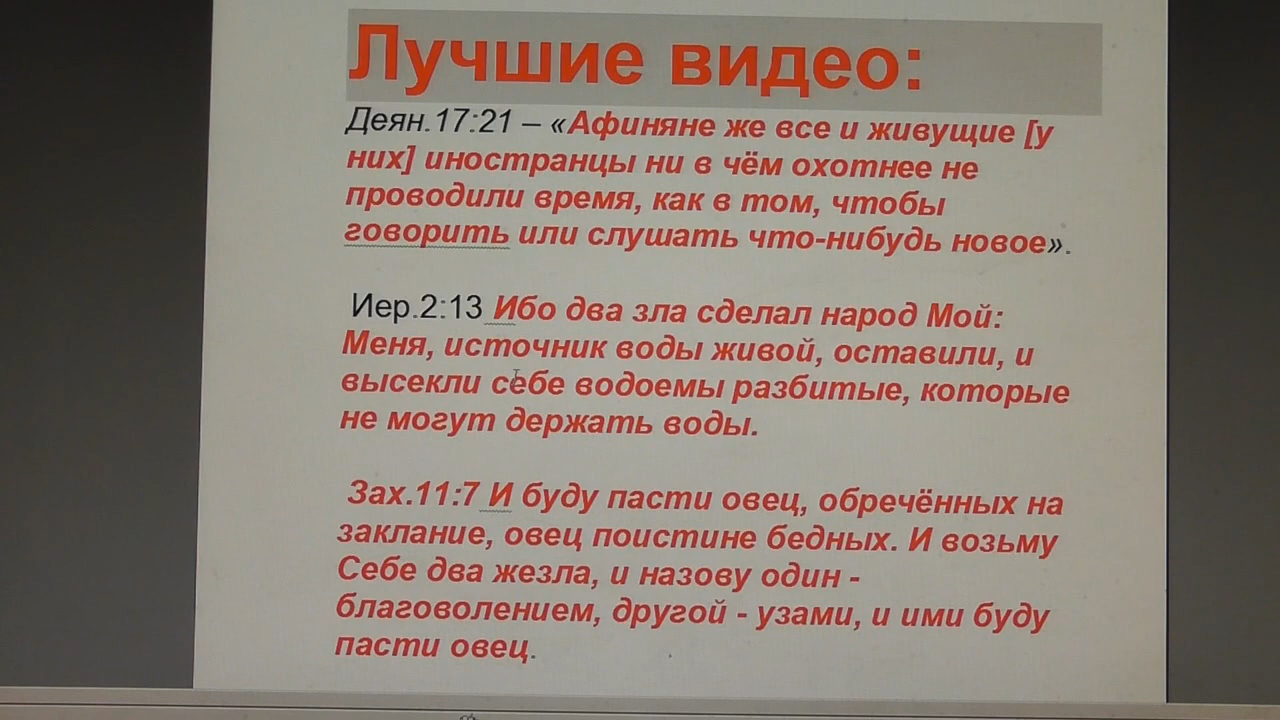 Лучшие видео:
Деян.17:21 – «Афиняне же все и живущие [у
них] иностранцы ни в чём охотнее не
проводили время, как в том, чтобы
говорить или слушать что-нибудь новое».
Иер.2:13 Ибо два зла сделал народ Мой:
Меня, источник воды живой, оставили, и
высекли себе водоемы разбитые, которые
не могут держать воды.
Зах.11:7 И буду пасти овец, обречённых на
заклание, овец поистине бедных. И возьму
Себе два жезла, и назову один -
благоволением, другой - узами, и ими буду
пасти овец.